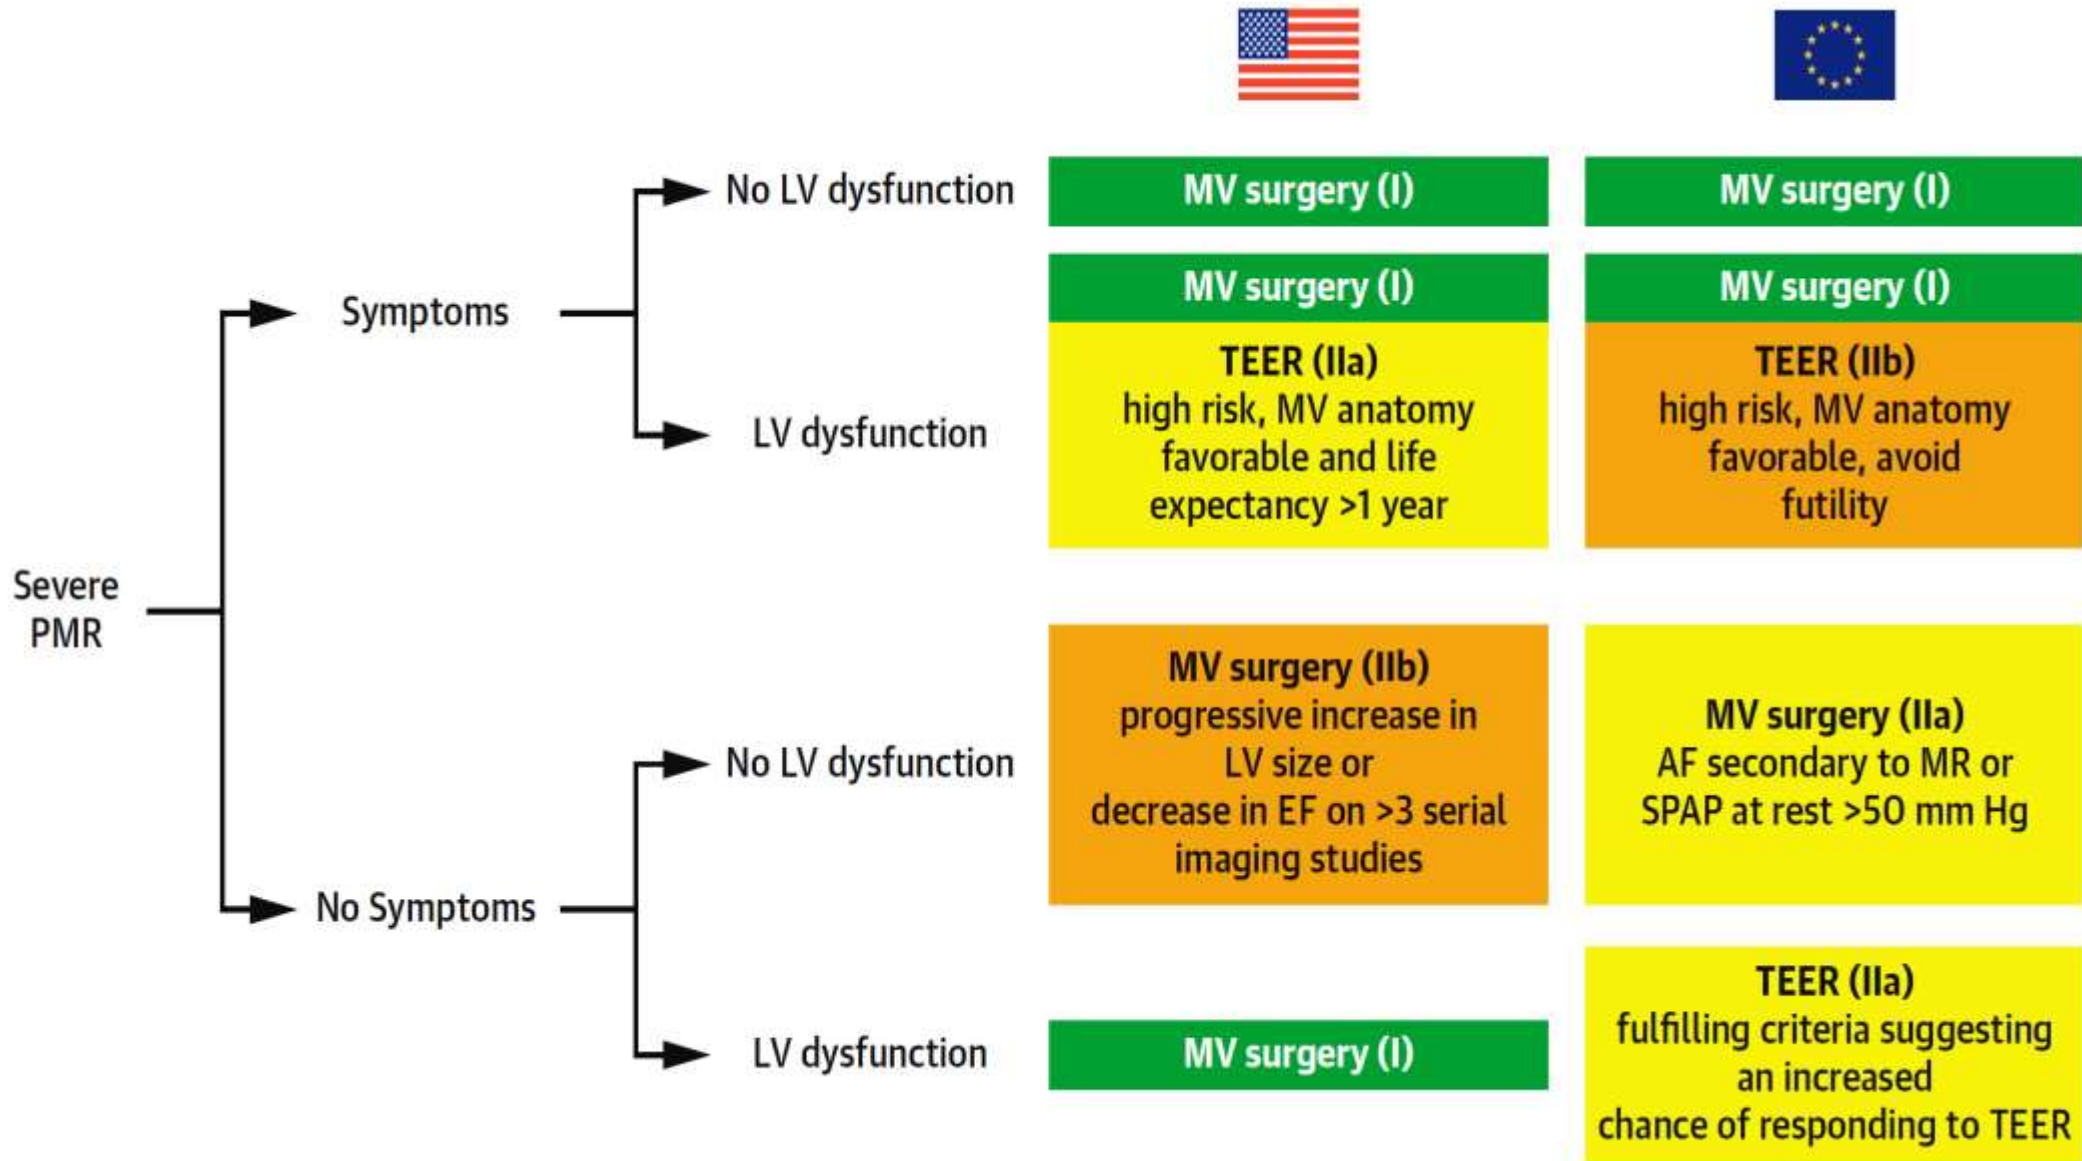 No LV dysfunction
MV surgery (I)
MV surgery (I)
Symptoms
MV surgery (I)
MV surgery (I)
LV dysfunction
TEER (IIa)
high risk, MV anatomy
favorable and life
expectancy >1 year
TEER (IIb)
high risk, MV anatomy
favorable, avoid
futility
Severe
PMR
No LV dysfunction
MV surgery (IIb)
progressive increase in
LV size or
decrease in EF on >3 serial
imaging studies
MV surgery (IIa)
AF secondary to MR or
SPAP at rest >50 mm Hg
No Symptoms
LV dysfunction
MV surgery (I)
TEER (IIa)
fulfilling criteria suggesting
an increased
chance of responding to TEER